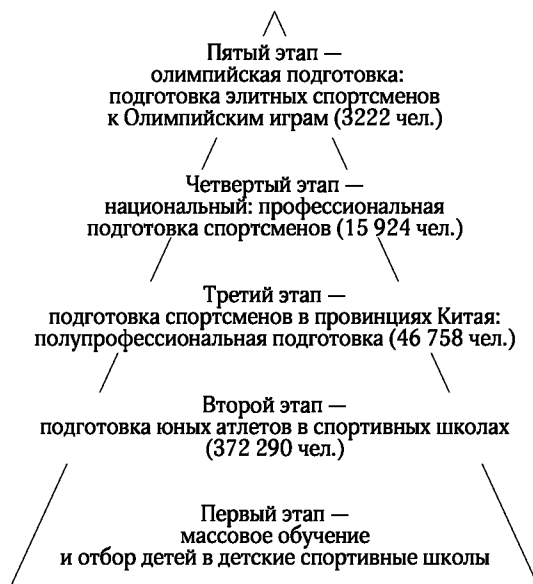 Пятый этап —
олимпийская подготовка:
подготовка элитных спортсменов
к Олимпийским играм (3222 чел.)
Четвертый этап —
национальный: профессиональная
подготовка спортсменов (15 924 чел.)
Третий этап —
подготовка спортсменов в провинциях Китая:
полупрофессиональная подготовка (46 758 чел.)
Второй этап —
подготовка юных атлетов в спортивных школах
(372 290 чел.)
Первый этап —
массовое обучение
и отбор детей в детские спортивные школы